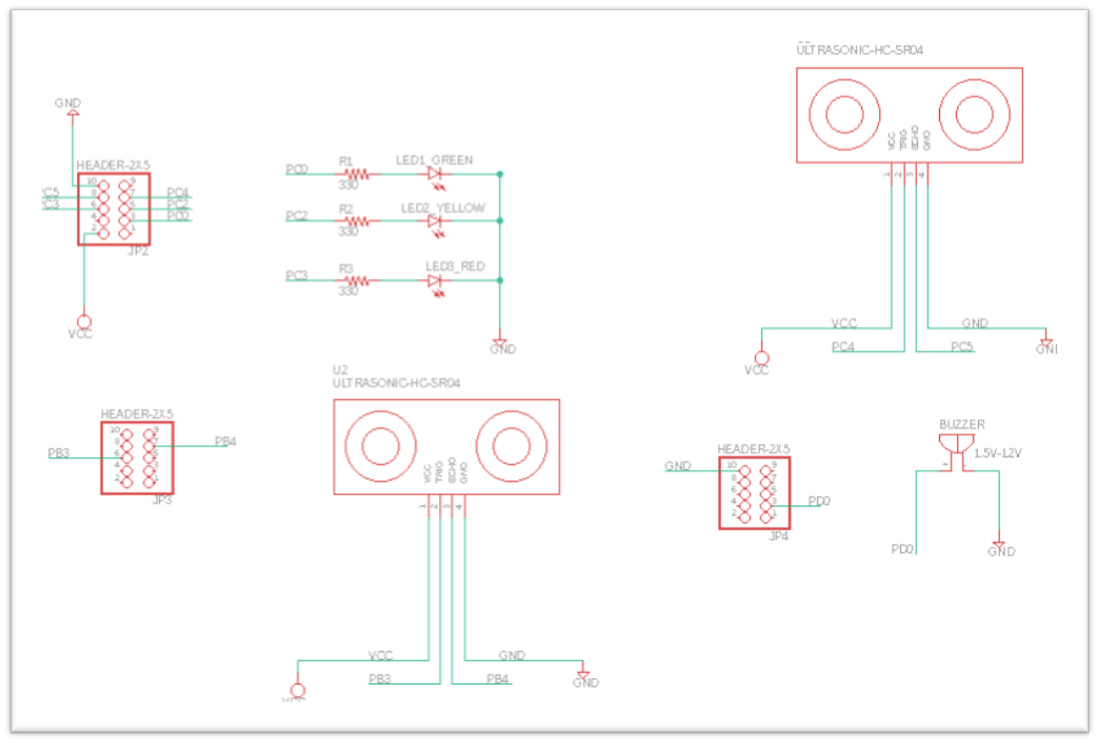 GND
HEADER-2X5
10 9
8 7
6 5
4 3
2 1
PC4
C3
PC2
PC0
JP2
VCC
PC0
R1
330
LED1_GREEN
PC2
R2
330
LED2_YELLOW
PC3
R3
330
LED3_RED
GND
ULTRASONIC-HC-SR04
VCC
TRIG
ECHO
GND
1
2
3
4
VCC
GND
PC4
PC5
VCC
GNI
HEADER-2X5
10 9
8 7
6 5
4 3
2 1
PB3
PB4
JP3
U2
ULTRASONIC-HC-SR04
VCC
TRIG
ECHO
GND
1
2
3
4
VCC
GND
PB3
PB4
GND
HEADER-2X5
GND
10 9
8 7
6 5
4 3
2 1
PD0
JP4
BUZZER
1.5V-12V
PD0
GND